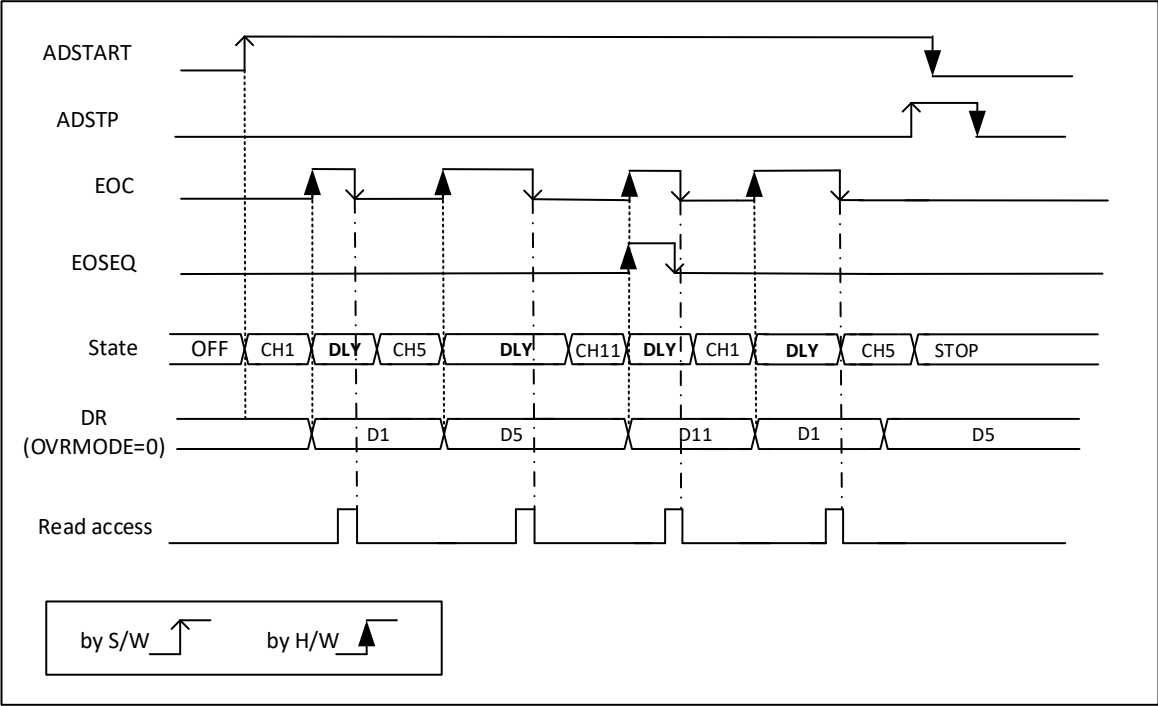 ADSTART
ADSTP
EOC
EOSEQ
State OFF CH1 DLY CH5 DLY CH11 DLY CH1 DLY CH5 STOP
DR
(OVRMODE=0) D1 D5 D11 D1 D5
Read access
by S/W by H/W